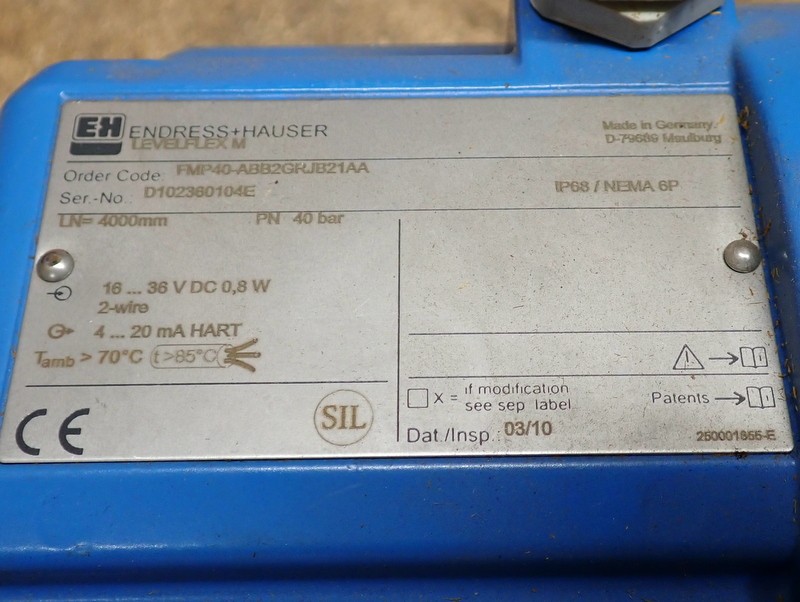 EH ENDRESS+HAUSER
LEVELFLEX M
Made in Germany.
D-79689 Maulburg
Order Code: FMP40-ABB2GRJB21AA
Ser.-No.: D102360104E
IP68 / NEMA 6P
LN= 4000mm PN 40 bar
16 ... 36 V DC 0,8 W
2-wire
4 ... 20 mA HART
Tamb > 70°C t >85°C
CE
SIL
X = if modification
see sep label
Patents
Dat./Insp.: 03/10
250001655-E